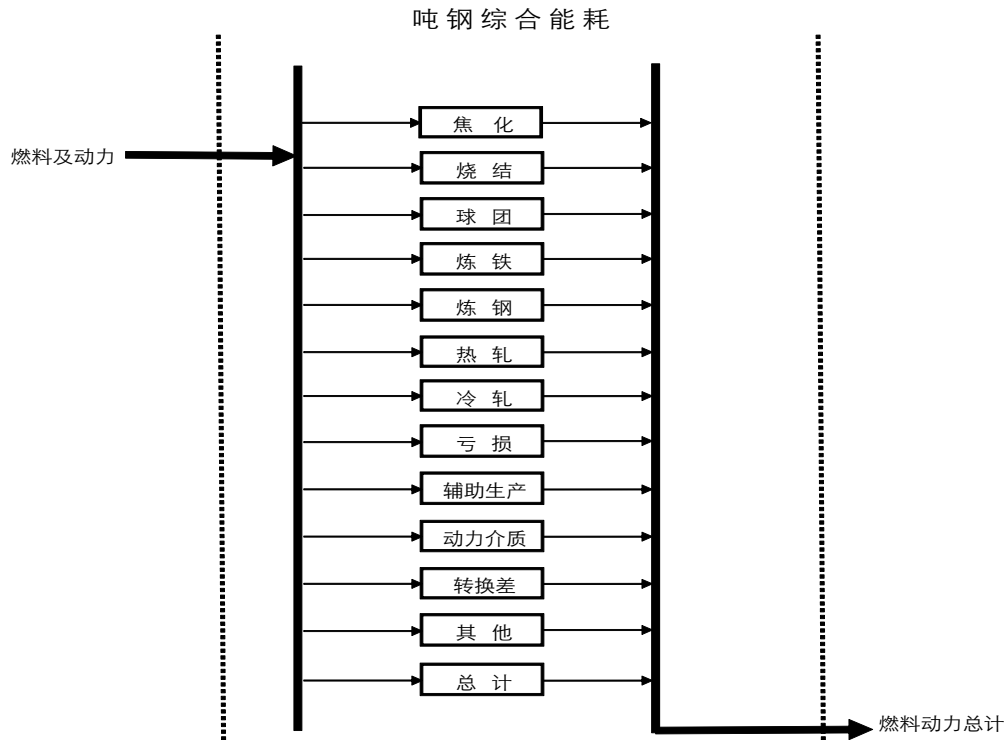 吨钢综合能耗
焦 化
燃料及动力
烧 结
球 团
炼 铁
炼 钢
热 轧
冷 轧
亏 损
辅助生产
动力介质
转换差
其 他
总 计
燃料动力总计